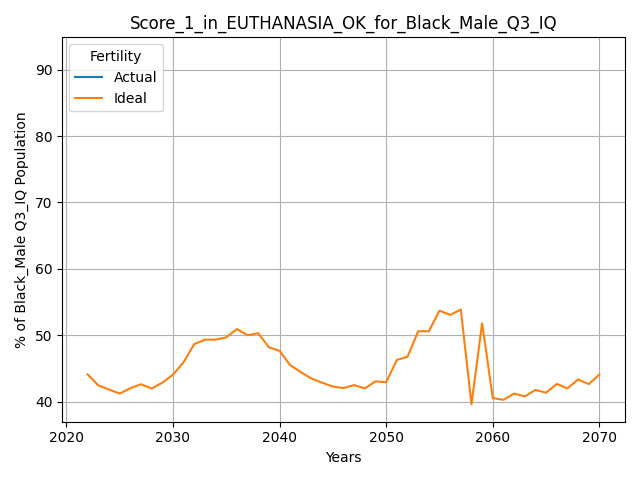 Score_1_in_EUTHANASIA_OK_for_Black_Male_Q3_IQ
Fertility
Actual
Ideal
% of Black_Male Q3_IQ Population
90
80
70
60
50
40
2020 2030 2040 2050 2060 2070
Years